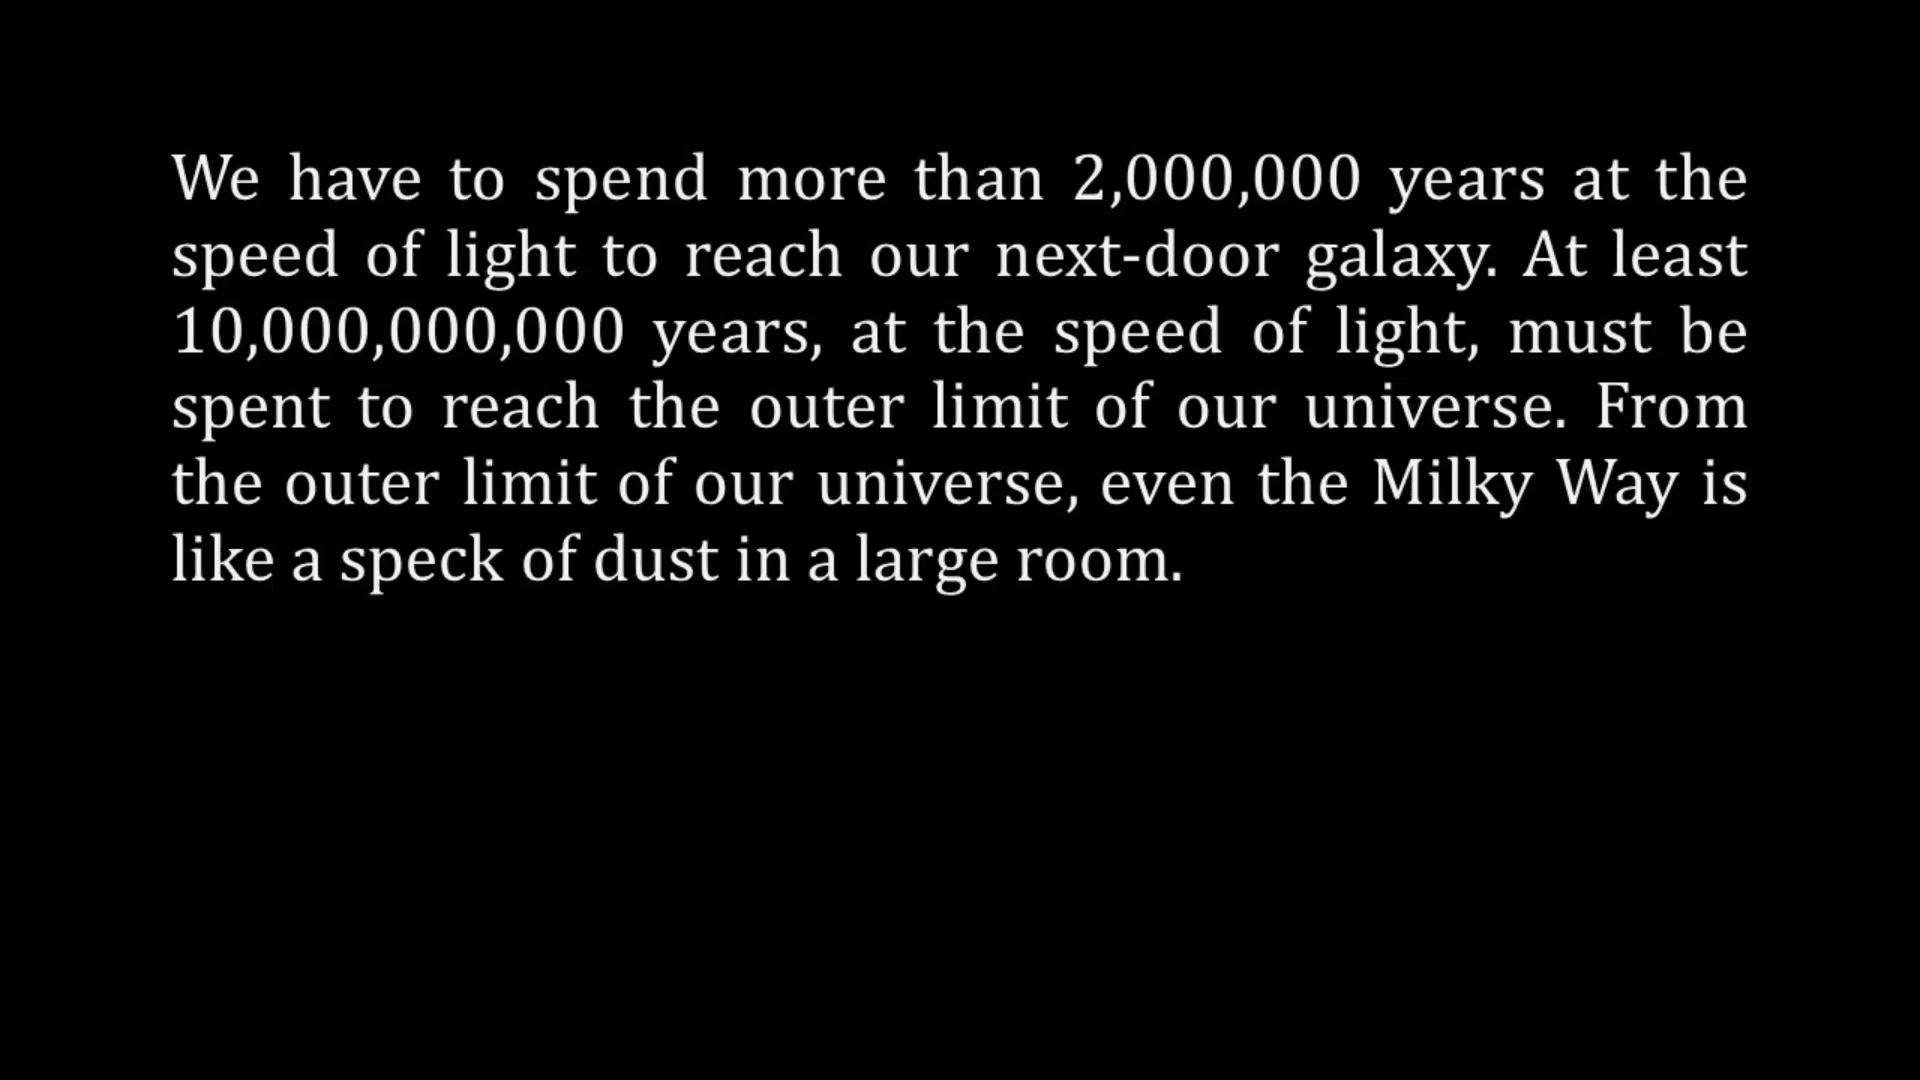 We have to spend more than 2,000,000 years at the
speed of light to reach our next-door galaxy. At least
10,000,000,000 years, at the speed of light, must be
spent to reach the outer limit of our universe. From
the outer limit of our universe, even the Milky Way is
like a speck of dust in a large room.